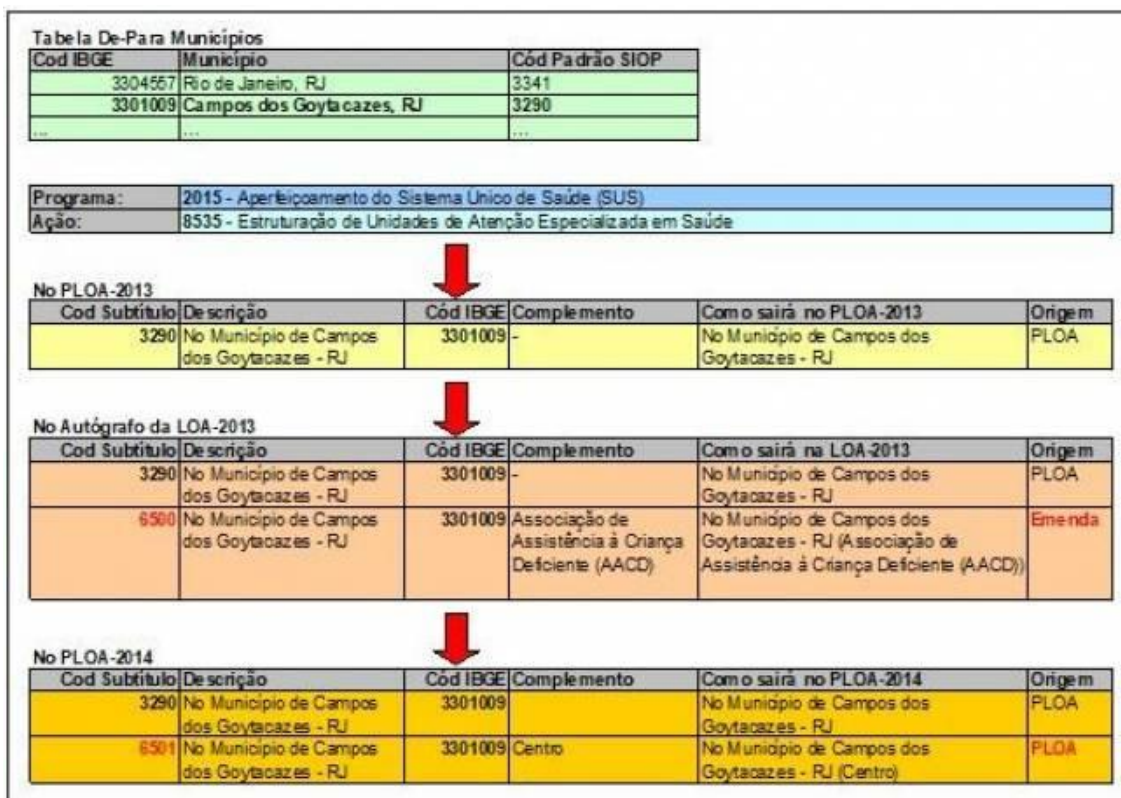 Tabela De-Para Municípios
Cod IBGE Município Cód Padrão SIOP
3304557 Rio de Janeiro, RJ 3341
3301009 Campos dos Goytacazes, RJ 3290
... ... ...
Programa: 2015 - Aperfeiçoamento do Sistema Único de Saúde (SUS)
Ação: 8535 - Estruturação de Unidades de Atenção Especializada em Saúde
No PLOA-2013
Cod Subtítulo Descrição Cód IBGE Complemento Como sairá no PLOA-2013 Origem
3290 No Município de Campos 3301009 - No Município de Campos dos PLOA
dos Goytacazes - RJ Goytacazes - RJ
No Autógrafo da LOA-2013
Cod Subtítulo Descrição Cód IBGE Complemento Como sairá na LOA-2013 Origem
3290 No Município de Campos 3301009 - No Município de Campos dos PLOA
dos Goytacazes - RJ Goytacazes - RJ
6500 No Município de Campos 3301009 Associação de No Município de Campos dos Emenda
dos Goytacazes - RJ Assistência à Criança Goytacazes - RJ (Associação de
Deficiente (AACD) Assistência à Criança Deficiente (AACD))
No PLOA-2014
Cod Subtítulo Descrição Cód IBGE Complemento Como sairá no PLOA-2014 Origem
3290 No Município de Campos 3301009 No Município de Campos dos PLOA
dos Goytacazes - RJ Goytacazes - RJ
6501 No Município de Campos 3301009 Centro No Município de Campos dos PLOA
dos Goytacazes - RJ Goytacazes - RJ (Centro)